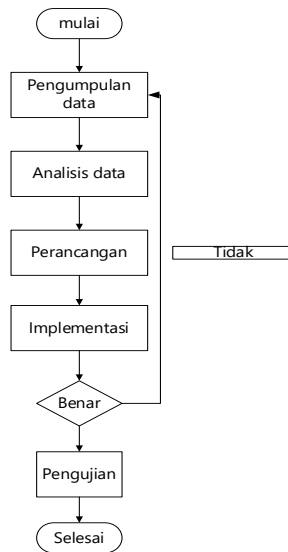 mulai
Pengumpulan
data
Analisis data
Perancangan
Tidak
Implementasi
Benar
Pengujian
Selesai